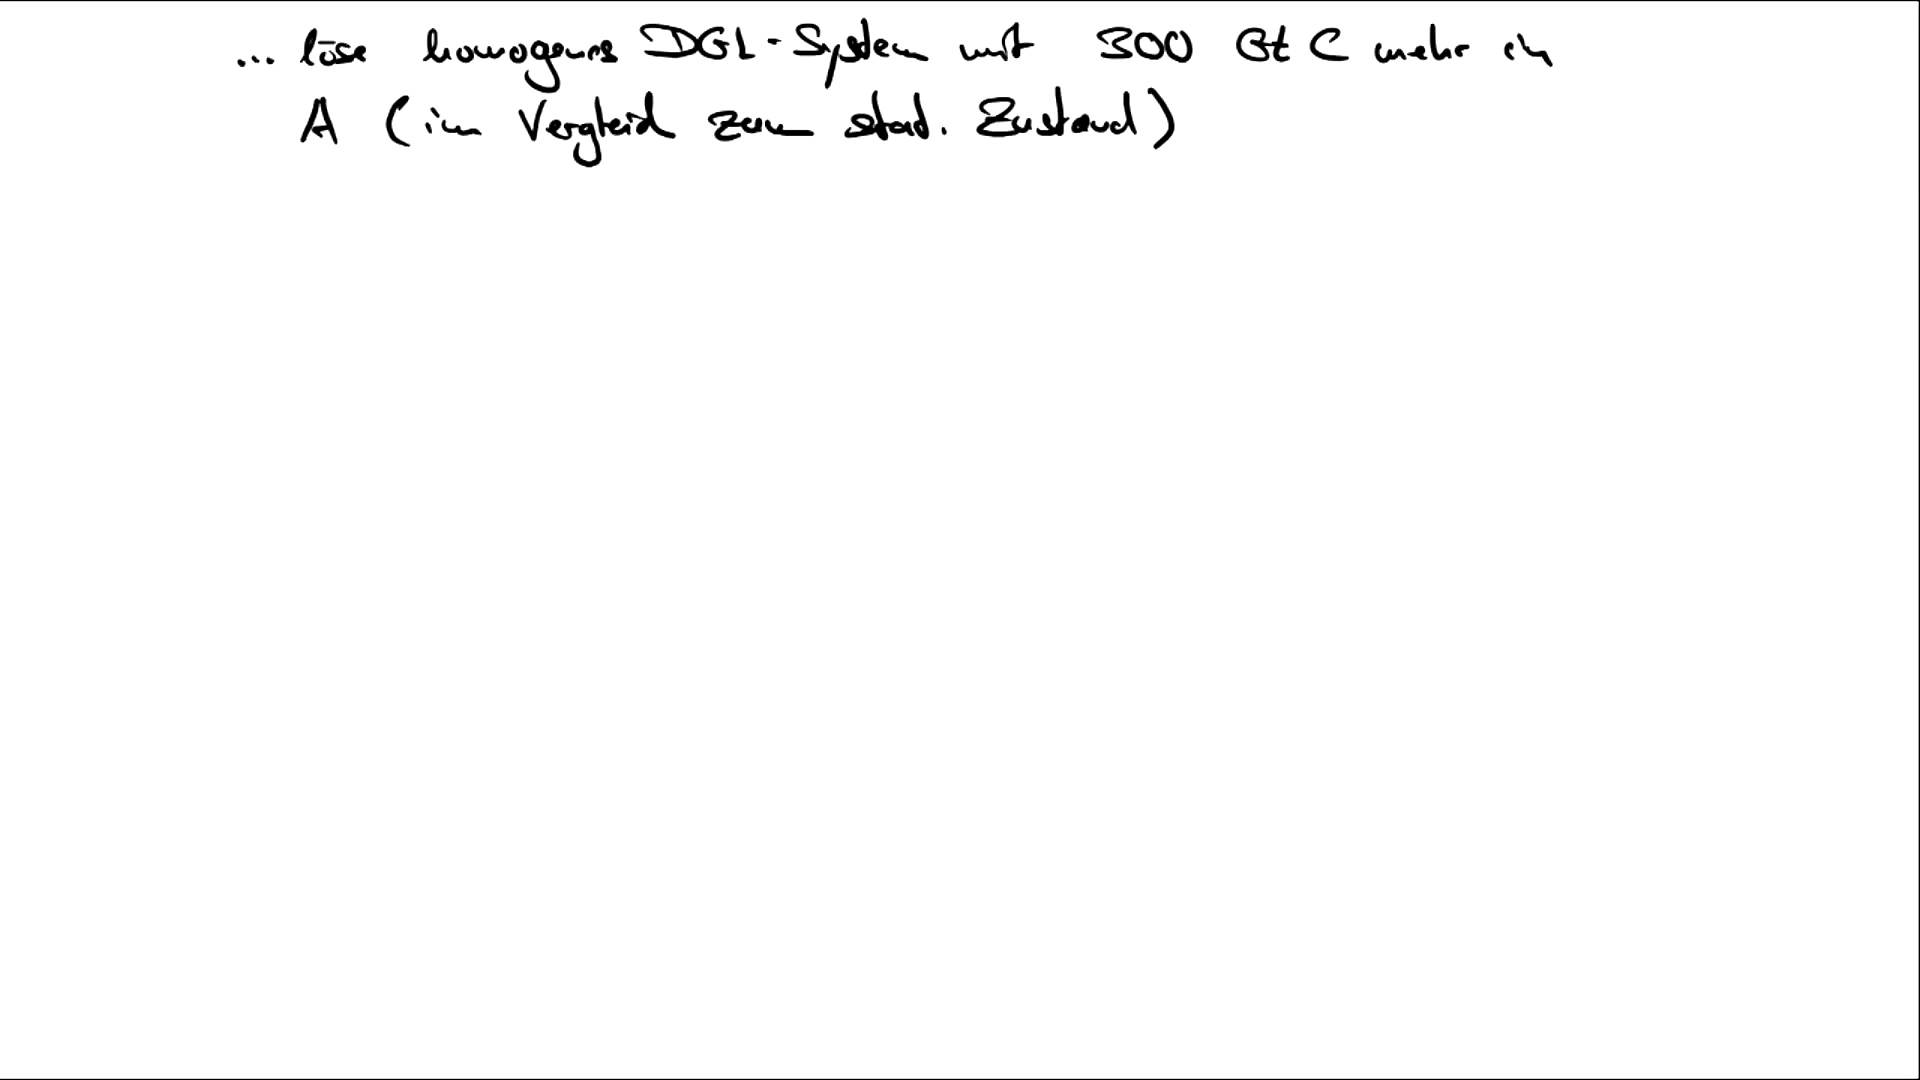 ... löse homogenes DGL-System mit 300 Gt C mehr in
A (im Vergleich zum stat. Zustand)